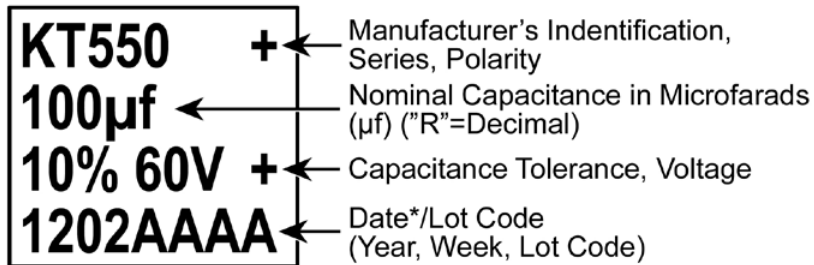 KT550 +
Manufacturer's Indentification,
Series, Polarity
100µf
Nominal Capacitance in Microfarads
(µf) ("R"=Decimal)
10% 60V +
Capacitance Tolerance, Voltage
1202AAAA
Date*/Lot Code
(Year, Week, Lot Code)